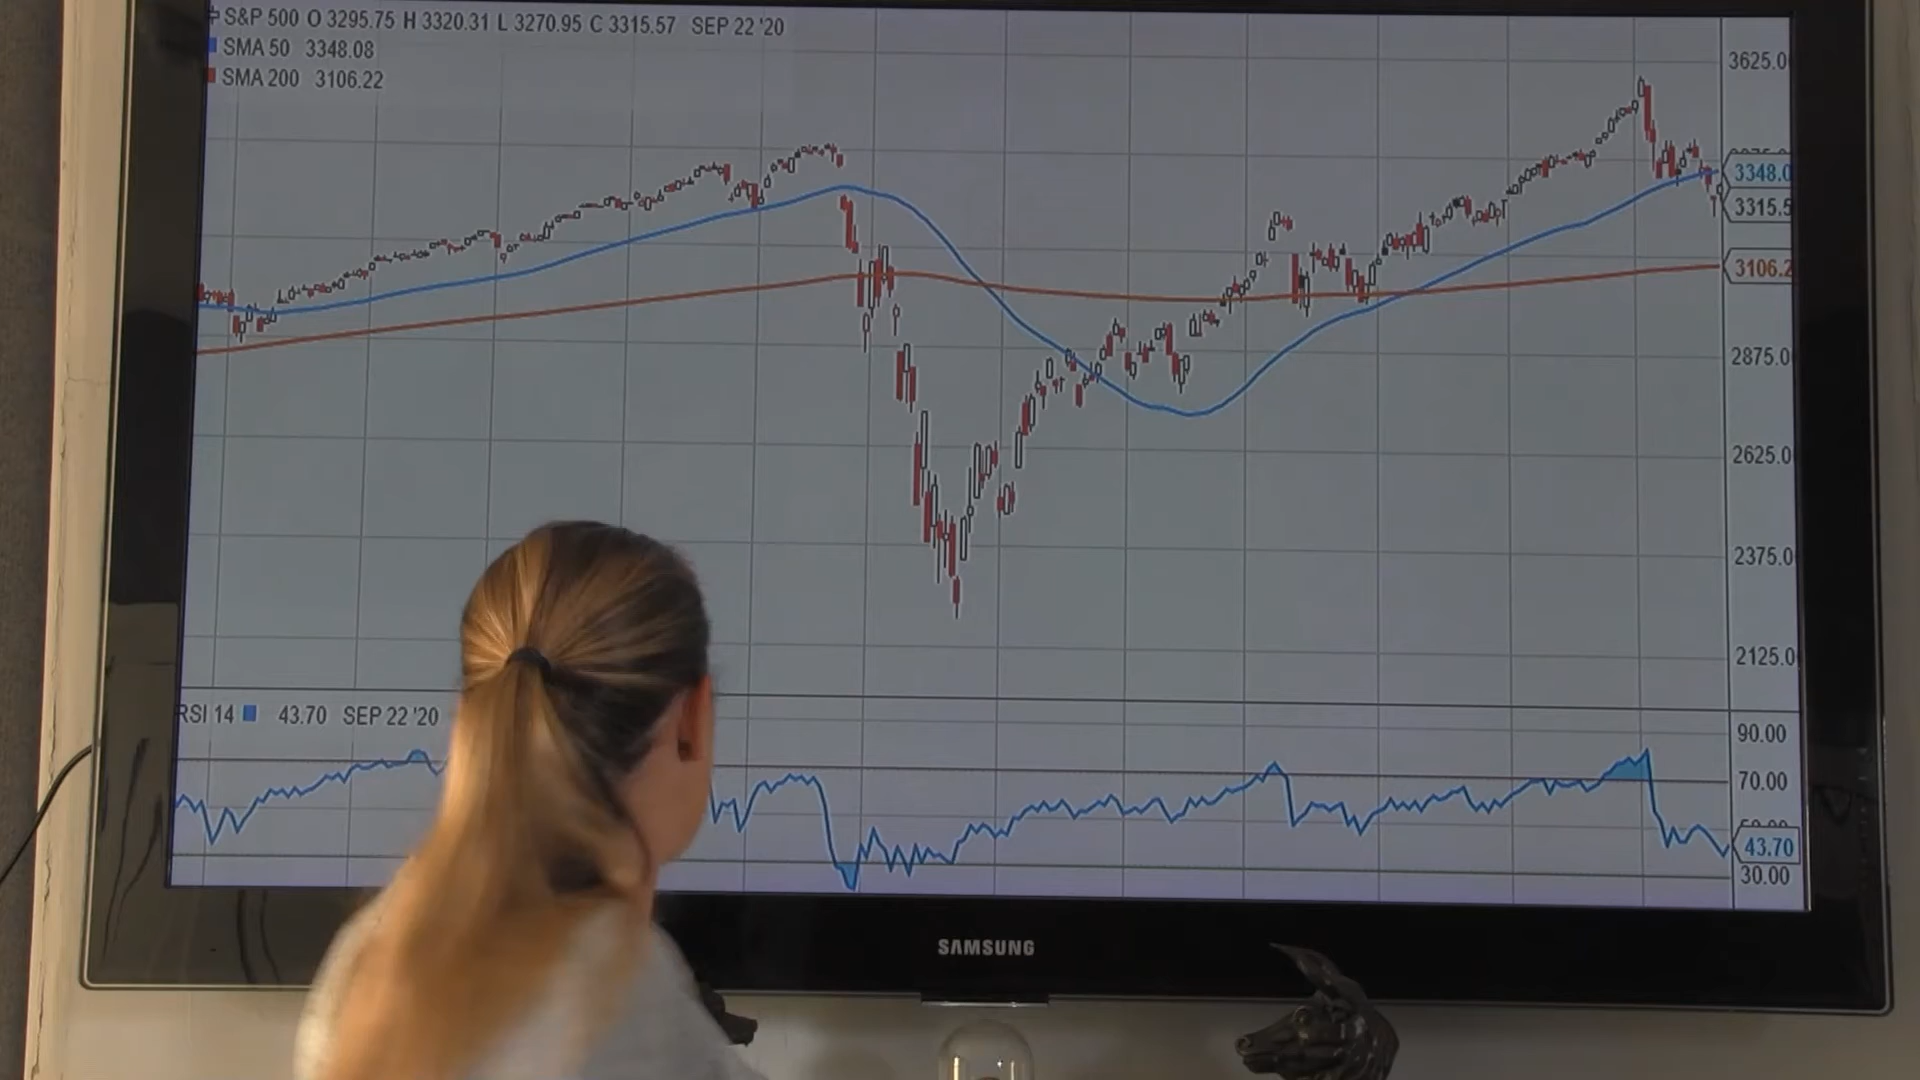 S&P 500 O 3295.75 H 3320.31 L 3270.95 C 3315.57 SEP 22 '20
SMA 50 3348.08
SMA 200 3106.22
3625.0
3348.0
3315.5
3106.2
2875.0
2625.0
2375.0
2125.0
RSI 14 43.70 SEP 22 '20
90.00
70.00
43.70
30.00
SAMSUNG